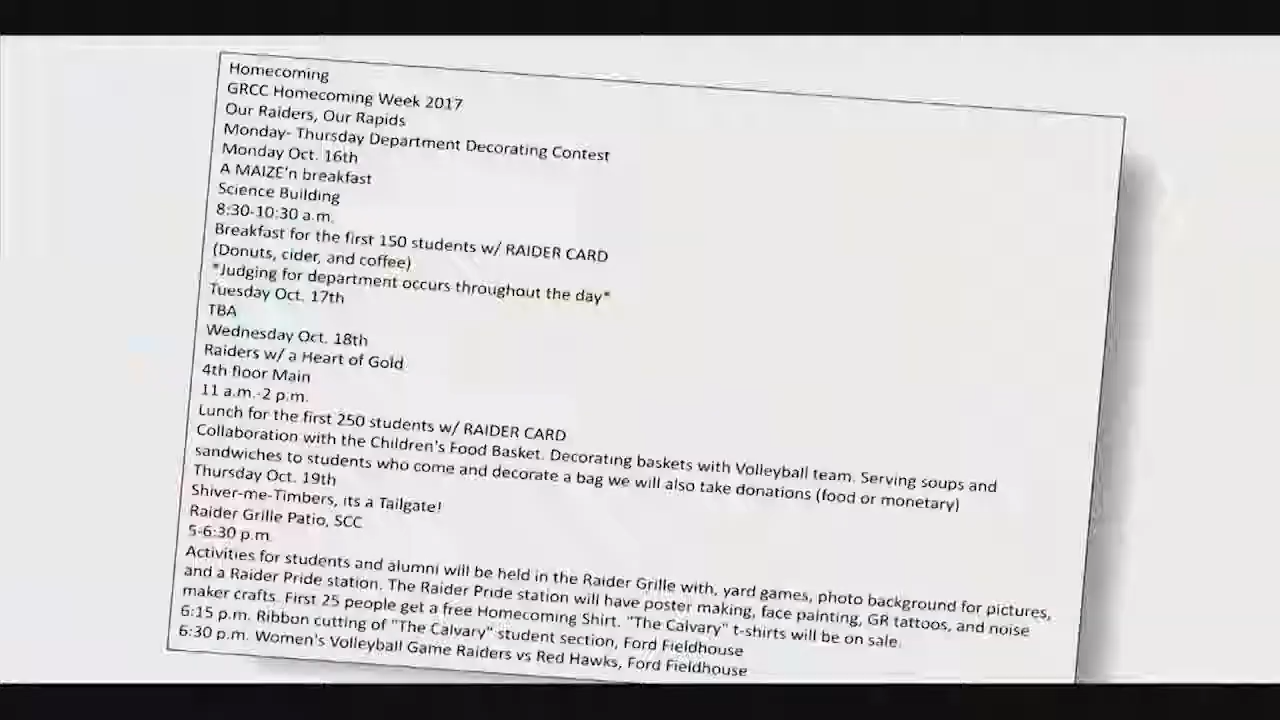 Homecoming
GRCC Homecoming Week 2017
Our Raiders, Our Rapids
Monday- Thursday Department Decorating Contest
Monday Oct. 16th
A MAIZE'n breakfast
Science Building
8:30-10:30 a.m.
Breakfast for the first 150 students w/ RAIDER CARD
(Donuts, cider, and coffee)
*Judging for department occurs throughout the day*
Tuesday Oct. 17th
TBA
Wednesday Oct. 18th
Raiders w/ a Heart of Gold
4th floor Main
11 a.m.-2 p.m.
Lunch for the first 250 students w/ RAIDER CARD
Collaboration with the Children's Food Basket. Decorating baskets with Volleyball team. Serving soups and
sandwiches to students who come and decorate a bag we will also take donations (food or monetary)
Thursday Oct. 19th
Shiver-me-Timbers, its a Tailgate!
Raider Grille Patio, SCC
5-6:30 p.m.
Activities for students and alumni will be held in the Raider Grille with, yard games, photo background for pictures,
and a Raider Pride station. The Raider Pride station will have poster making, face painting, GR tattoos, and noise
maker crafts. First 25 people get a free Homecoming Shirt. "The Calvary" t-shirts will be on sale.
6:15 p.m. Ribbon cutting of "The Calvary" student section, Ford Fieldhouse
6:30 p.m. Women's Volleyball Game Raiders vs Red Hawks, Ford Fieldhouse